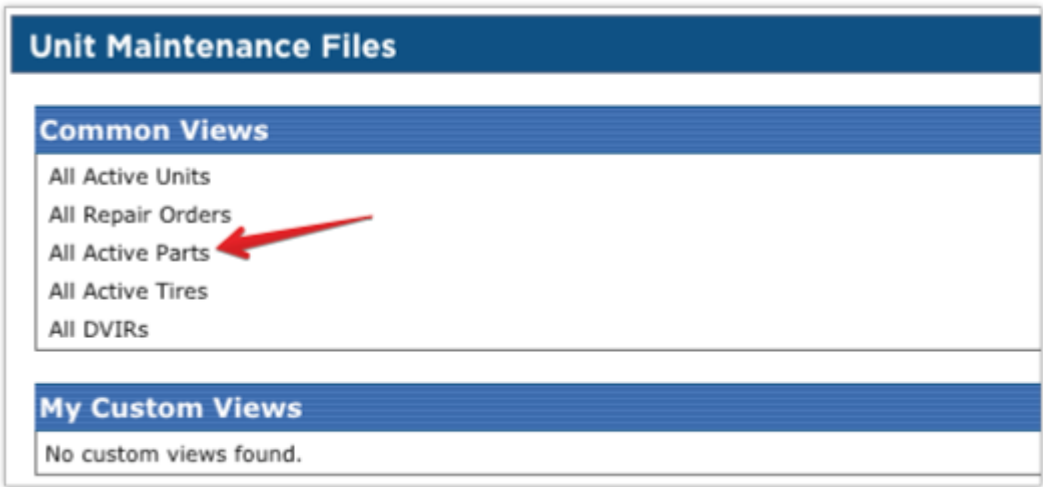 Unit Maintenance Files
Common Views
All Active Units
All Repair Orders
All Active Parts
All Active Tires
All DVIRs
My Custom Views
No custom views found.